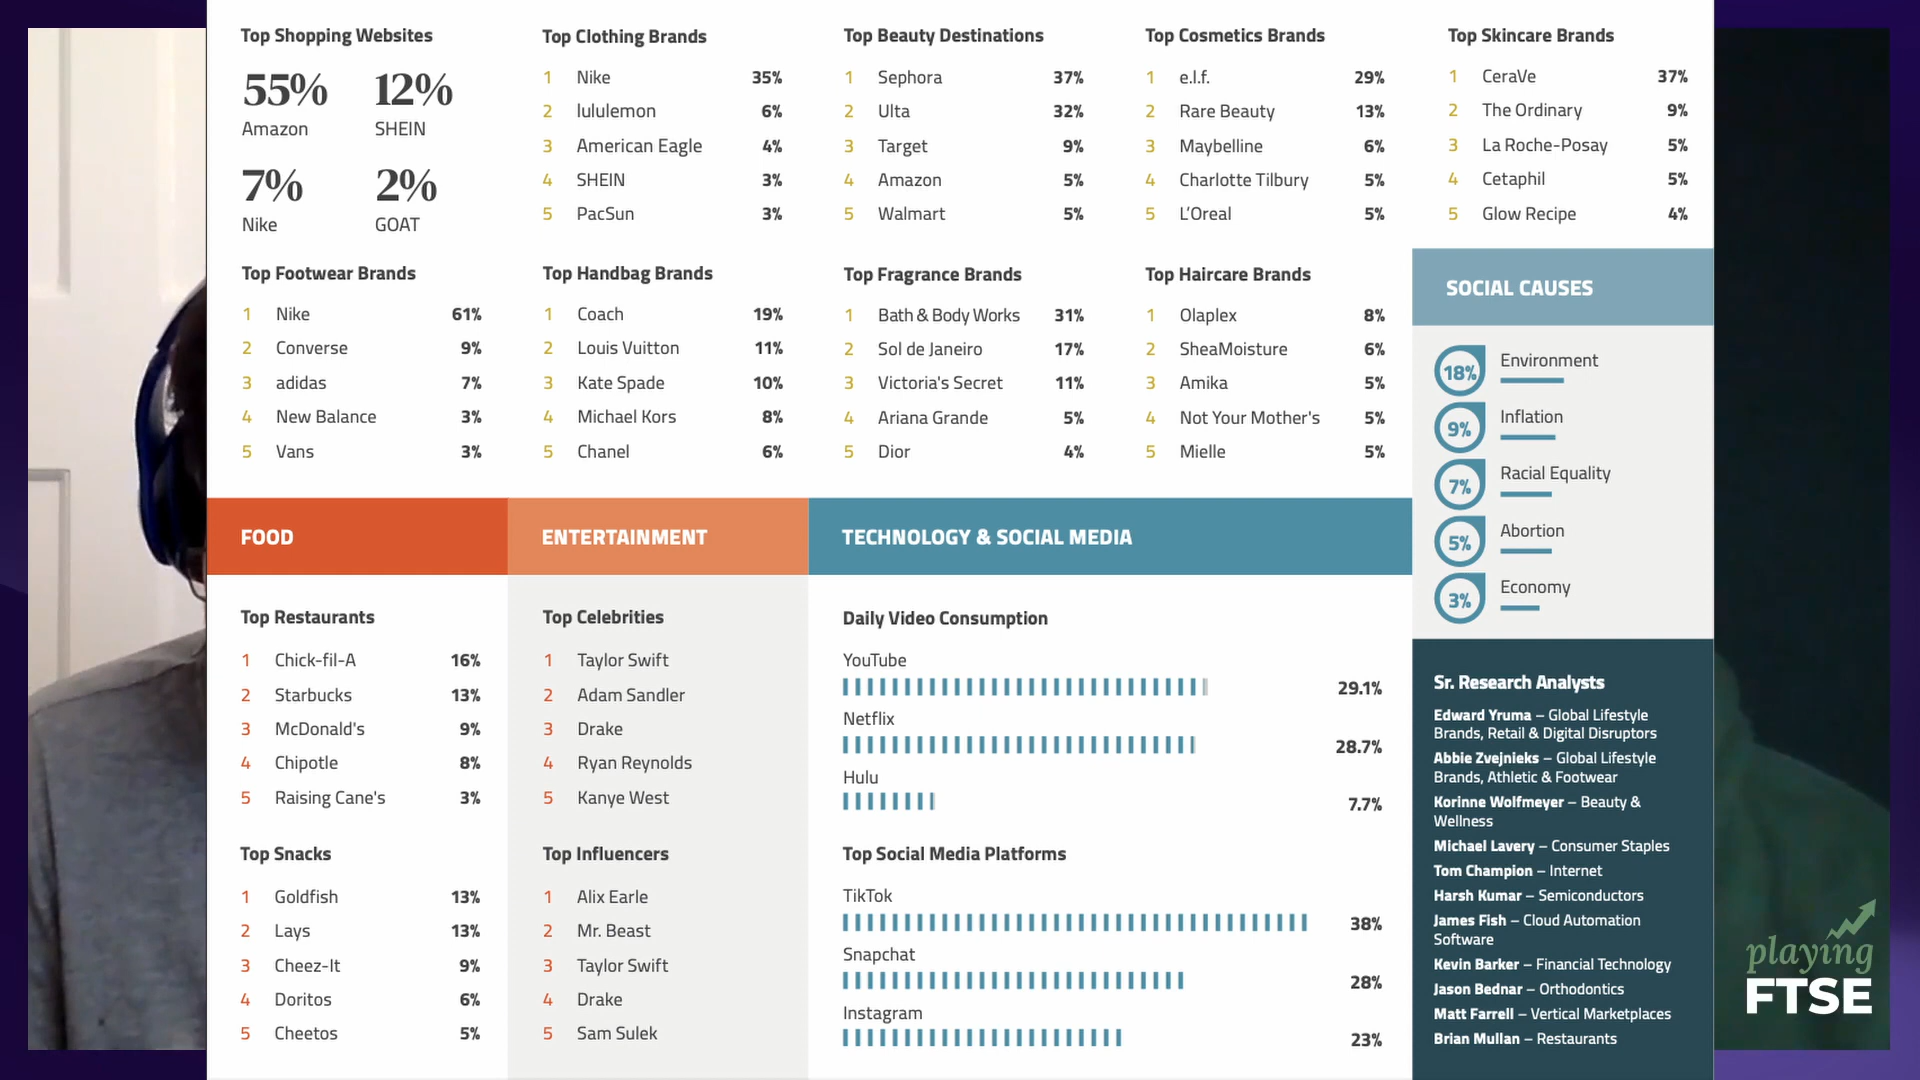 Top Shopping Websites
55% 12%
Amazon SHEIN
7% 2%
Nike GOAT
Top Clothing Brands
1 Nike 35%
2 lululemon 6%
3 American Eagle 4%
4 SHEIN 3%
5 PacSun 3%
Top Beauty Destinations
1 Sephora 37%
2 Ulta 32%
3 Target 9%
4 Amazon 5%
5 Walmart 5%
Top Cosmetics Brands
1 e.l.f. 29%
2 Rare Beauty 13%
3 Maybelline 6%
4 Charlotte Tilbury 5%
5 L'Oreal 5%
Top Skincare Brands
1 CeraVe 37%
2 The Ordinary 9%
3 La Roche-Posay 5%
4 Cetaphil 5%
5 Glow Recipe 4%
Top Footwear Brands
1 Nike 61%
2 Converse 9%
3 adidas 7%
4 New Balance 3%
5 Vans 3%
Top Handbag Brands
1 Coach 19%
2 Louis Vuitton 11%
3 Kate Spade 10%
4 Michael Kors 8%
5 Chanel 6%
Top Fragrance Brands
1 Bath & Body Works 31%
2 Sol de Janeiro 17%
3 Victoria's Secret 11%
4 Ariana Grande 5%
5 Dior 4%
Top Haircare Brands
1 Olaplex 8%
2 SheaMoisture 6%
3 Amika 5%
4 Not Your Mother's 5%
5 Mielle 5%
SOCIAL CAUSES
18% Environment
9% Inflation
7% Racial Equality
5% Abortion
3% Economy
FOOD
Top Restaurants
1 Chick-fil-A 16%
2 Starbucks 13%
3 McDonald's 9%
4 Chipotle 8%
5 Raising Cane's 3%
Top Snacks
1 Goldfish 13%
2 Lays 13%
3 Cheez-It 9%
4 Doritos 6%
5 Cheetos 5%
ENTERTAINMENT
Top Celebrities
1 Taylor Swift
2 Adam Sandler
3 Drake
4 Ryan Reynolds
5 Kanye West
Top Influencers
1 Alix Earle
2 Mr. Beast
3 Taylor Swift
4 Drake
5 Sam Sulek
TECHNOLOGY & SOCIAL MEDIA
Daily Video Consumption
YouTube
29.1%
Netflix
28.7%
Hulu
7.7%
Top Social Media Platforms
TikTok
38%
Snapchat
28%
Instagram
23%
Sr. Research Analysts
Edward Yruma – Global Lifestyle
Brands, Retail & Digital Disruptors
Abbie Zvejnieks – Global Lifestyle
Brands, Athletic & Footwear
Korinne Wolfmeyer – Beauty &
Wellness
Michael Lavery – Consumer Staples
Tom Champion – Internet
Harsh Kumar – Semiconductors
James Fish – Cloud Automation
Software
Kevin Barker – Financial Technology
Jason Bednar – Orthodontics
Matt Farrell – Vertical Marketplaces
Brian Mullan – Restaurants
playing
FTSE